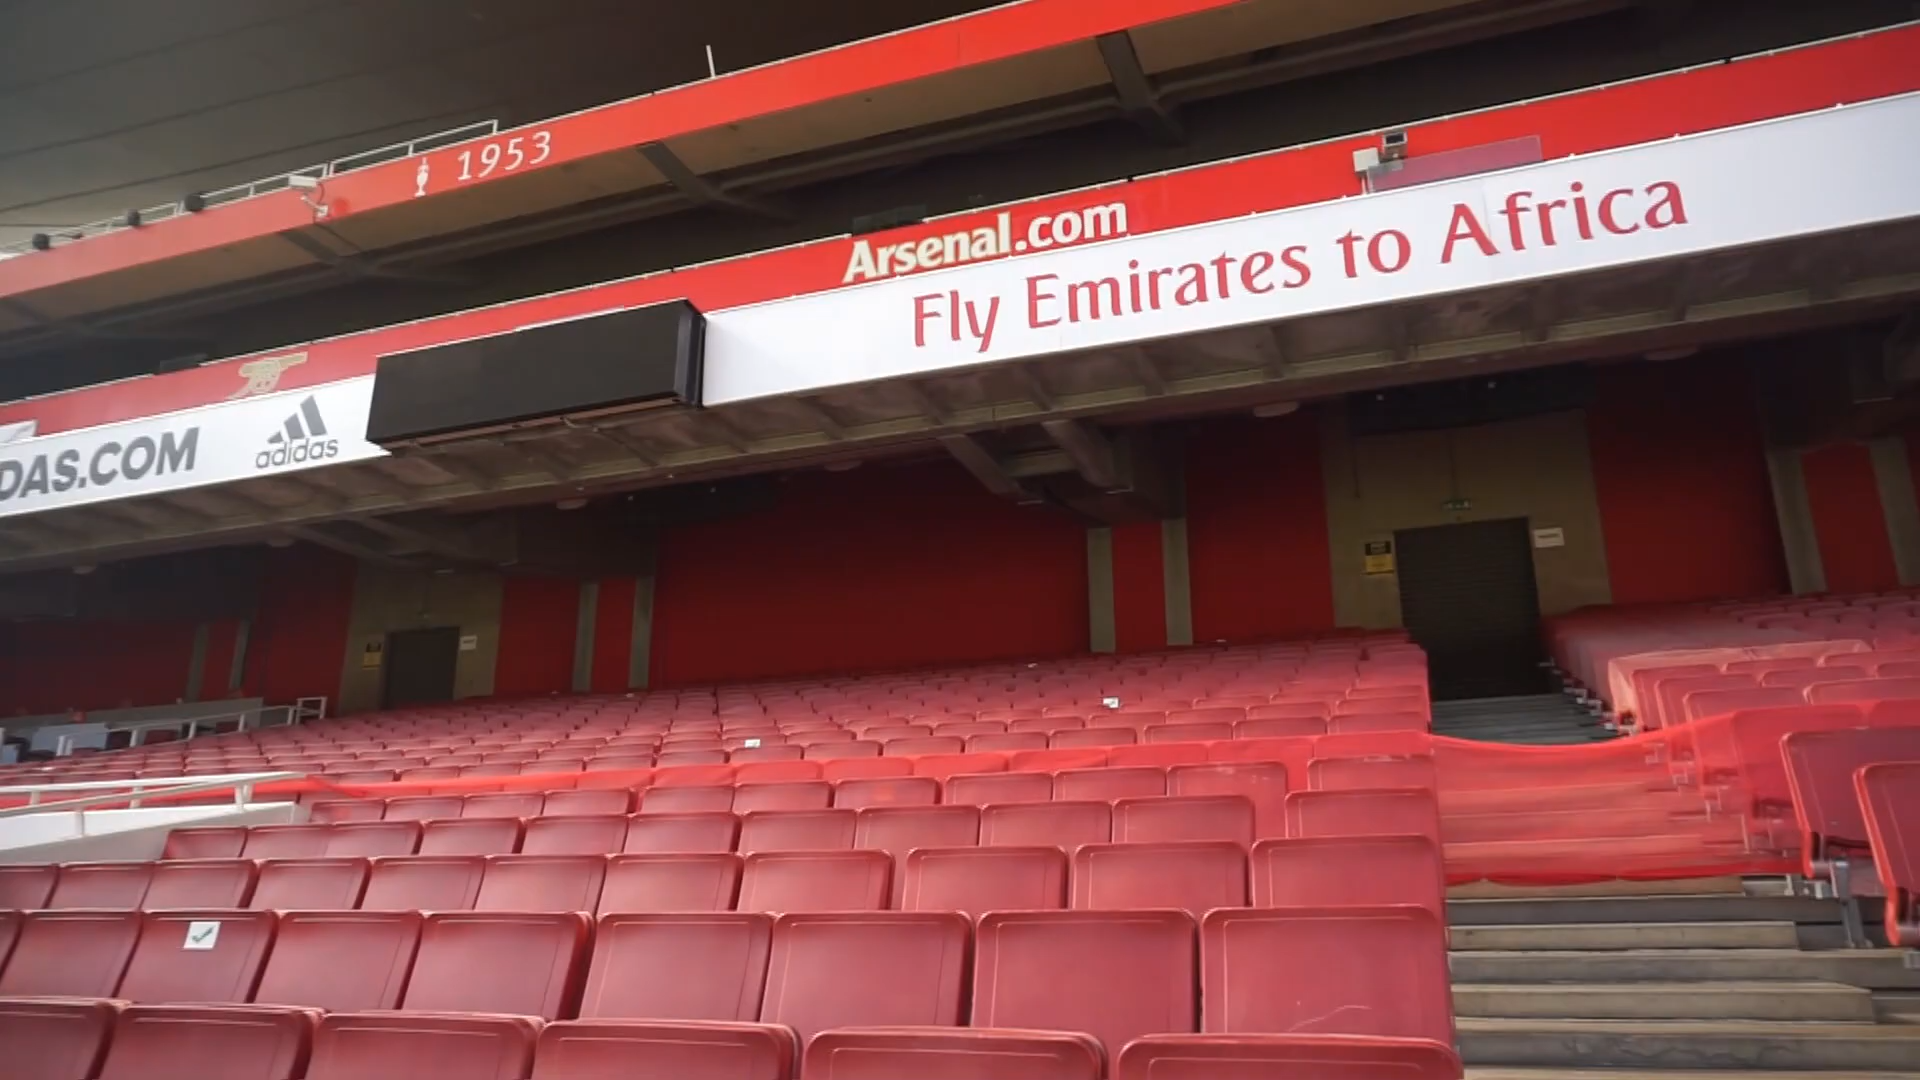 1953
Arsenal.com
Fly Emirates to Africa
DAS.COM
adidas